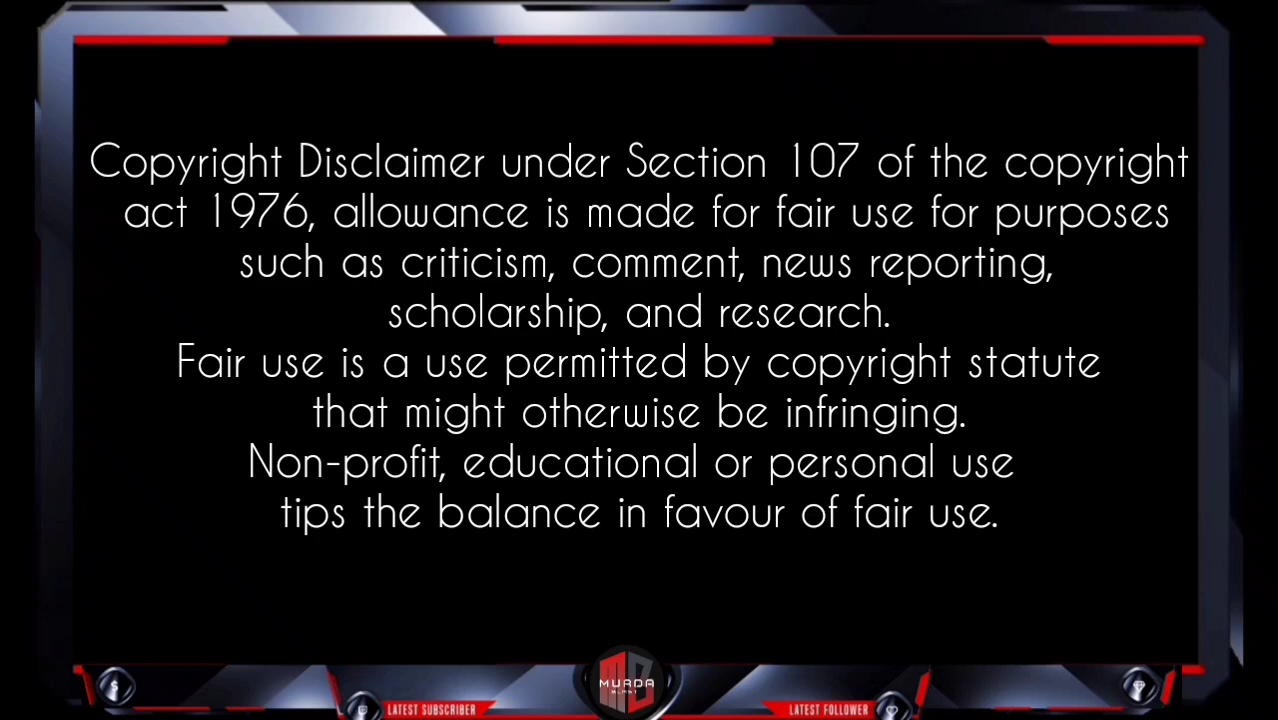 Copyright Disclaimer under Section 107 of the copyright
act 1976, allowance is made for fair use for purposes
such as criticism, comment, news reporting,
scholarship, and research.
Fair use is a use permitted by copyright statute
that might otherwise be infringing.
Non-profit, educational or personal use
tips the balance in favour of fair use.
MURDA
BLAST
LATEST SUBSCRIBER
LATEST FOLLOWER